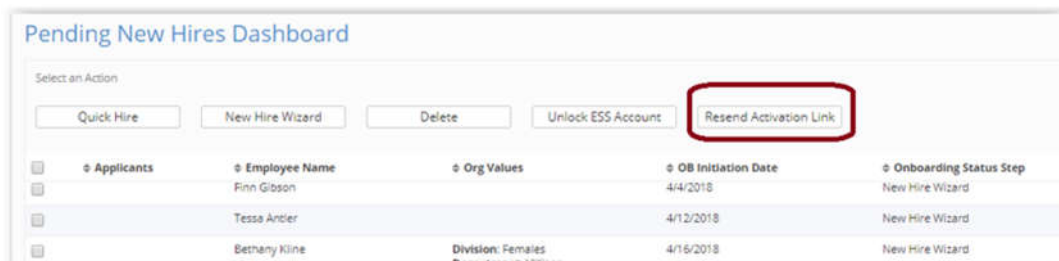 Pending New Hires Dashboard
Select an Action
Quick Hire New Hire Wizard Delete Unlock ESS Account Resend Activation Link
Applicants Employee Name Org Values OB Initiation Date Onboarding Status Step
Finn Gibson 4/4/2018 New Hire Wizard
Tessa Antler 4/12/2018 New Hire Wizard
Bethany Kline Division: Females 4/16/2018 New Hire Wizard